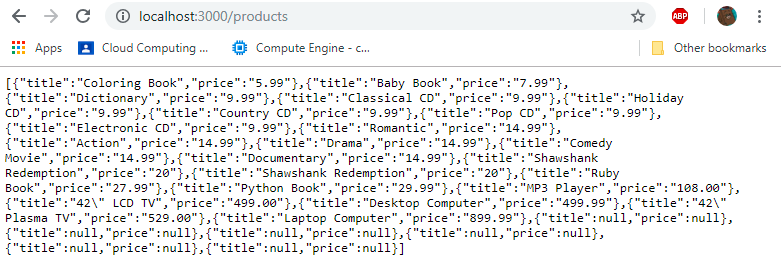 localhost:3000/products
ABP
Apps Cloud Computing ... Compute Engine - c... Other bookmarks
[{"title":"Coloring Book","price":"5.99"},{"title":"Baby Book","price":"7.99"},
{"title":"Dictionary","price":"9.99"},{"title":"Classical CD","price":"9.99"},{"title":"Holiday
CD","price":"9.99"},{"title":"Country CD","price":"9.99"},{"title":"Pop CD","price":"9.99"},
{"title":"Electronic CD","price":"9.99"},{"title":"Romantic","price":"14.99"},
{"title":"Action","price":"14.99"},{"title":"Drama","price":"14.99"},{"title":"Comedy
Movie","price":"14.99"},{"title":"Documentary","price":"14.99"},{"title":"Shawshank
Redemption","price":"20"},{"title":"Shawshank Redemption","price":"20"},{"title":"Ruby
Book","price":"27.99"},{"title":"Python Book","price":"29.99"},{"title":"MP3 Player","price":"108.00"},
{"title":"42\" LCD TV","price":"499.00"},{"title":"Desktop Computer","price":"499.99"},{"title":"42\"
Plasma TV","price":"529.00"},{"title":"Laptop Computer","price":"899.99"},{"title":null,"price":null},
{"title":null,"price":null},{"title":null,"price":null},{"title":null,"price":null},
{"title":null,"price":null},{"title":null,"price":null}]